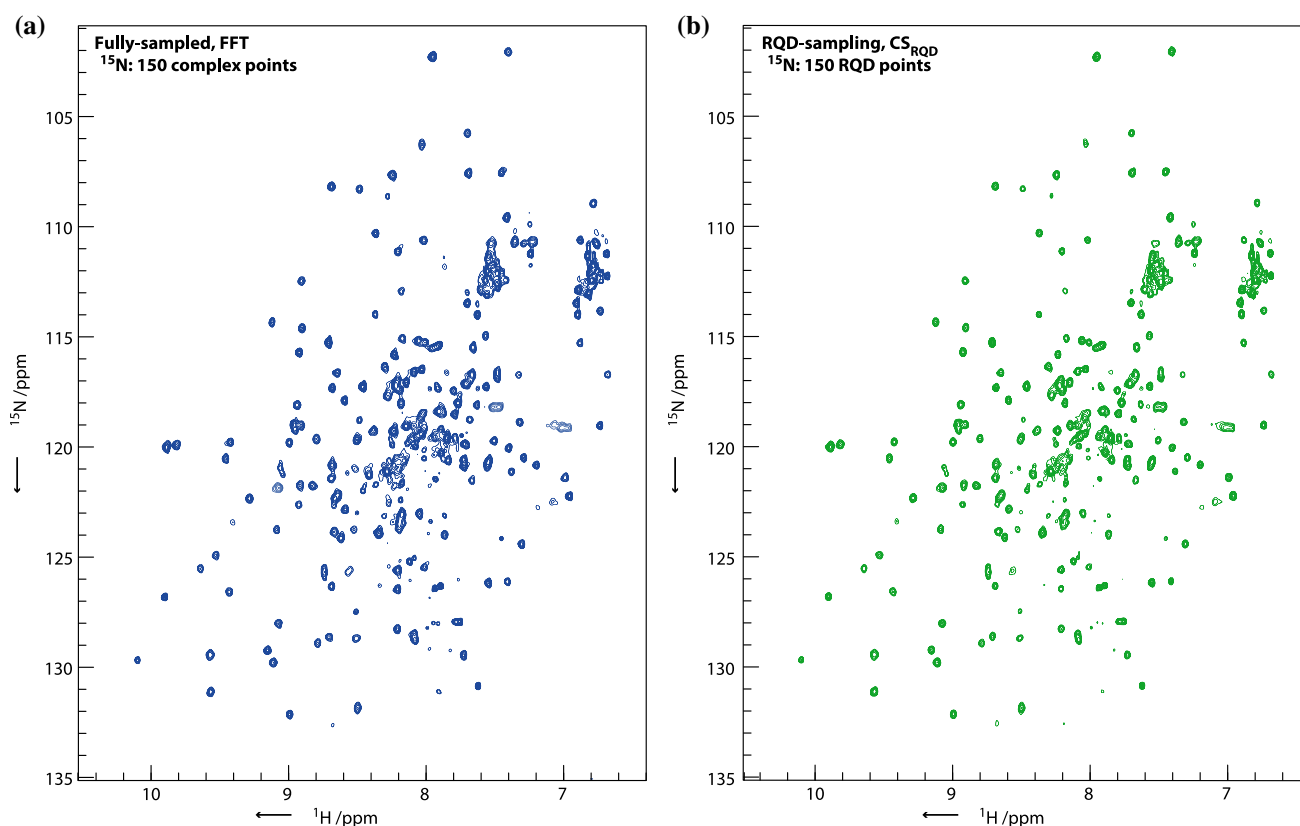 (a)
Fully-sampled, FFT
15N: 150 complex points
105
110
115
120
125
130
135
15N /ppm
10
9
8
7
1H /ppm
(b)
RQD-sampling, CSRQD
15N: 150 RQD points
105
110
115
120
125
130
135
15N /ppm
10
9
8
7
1H /ppm